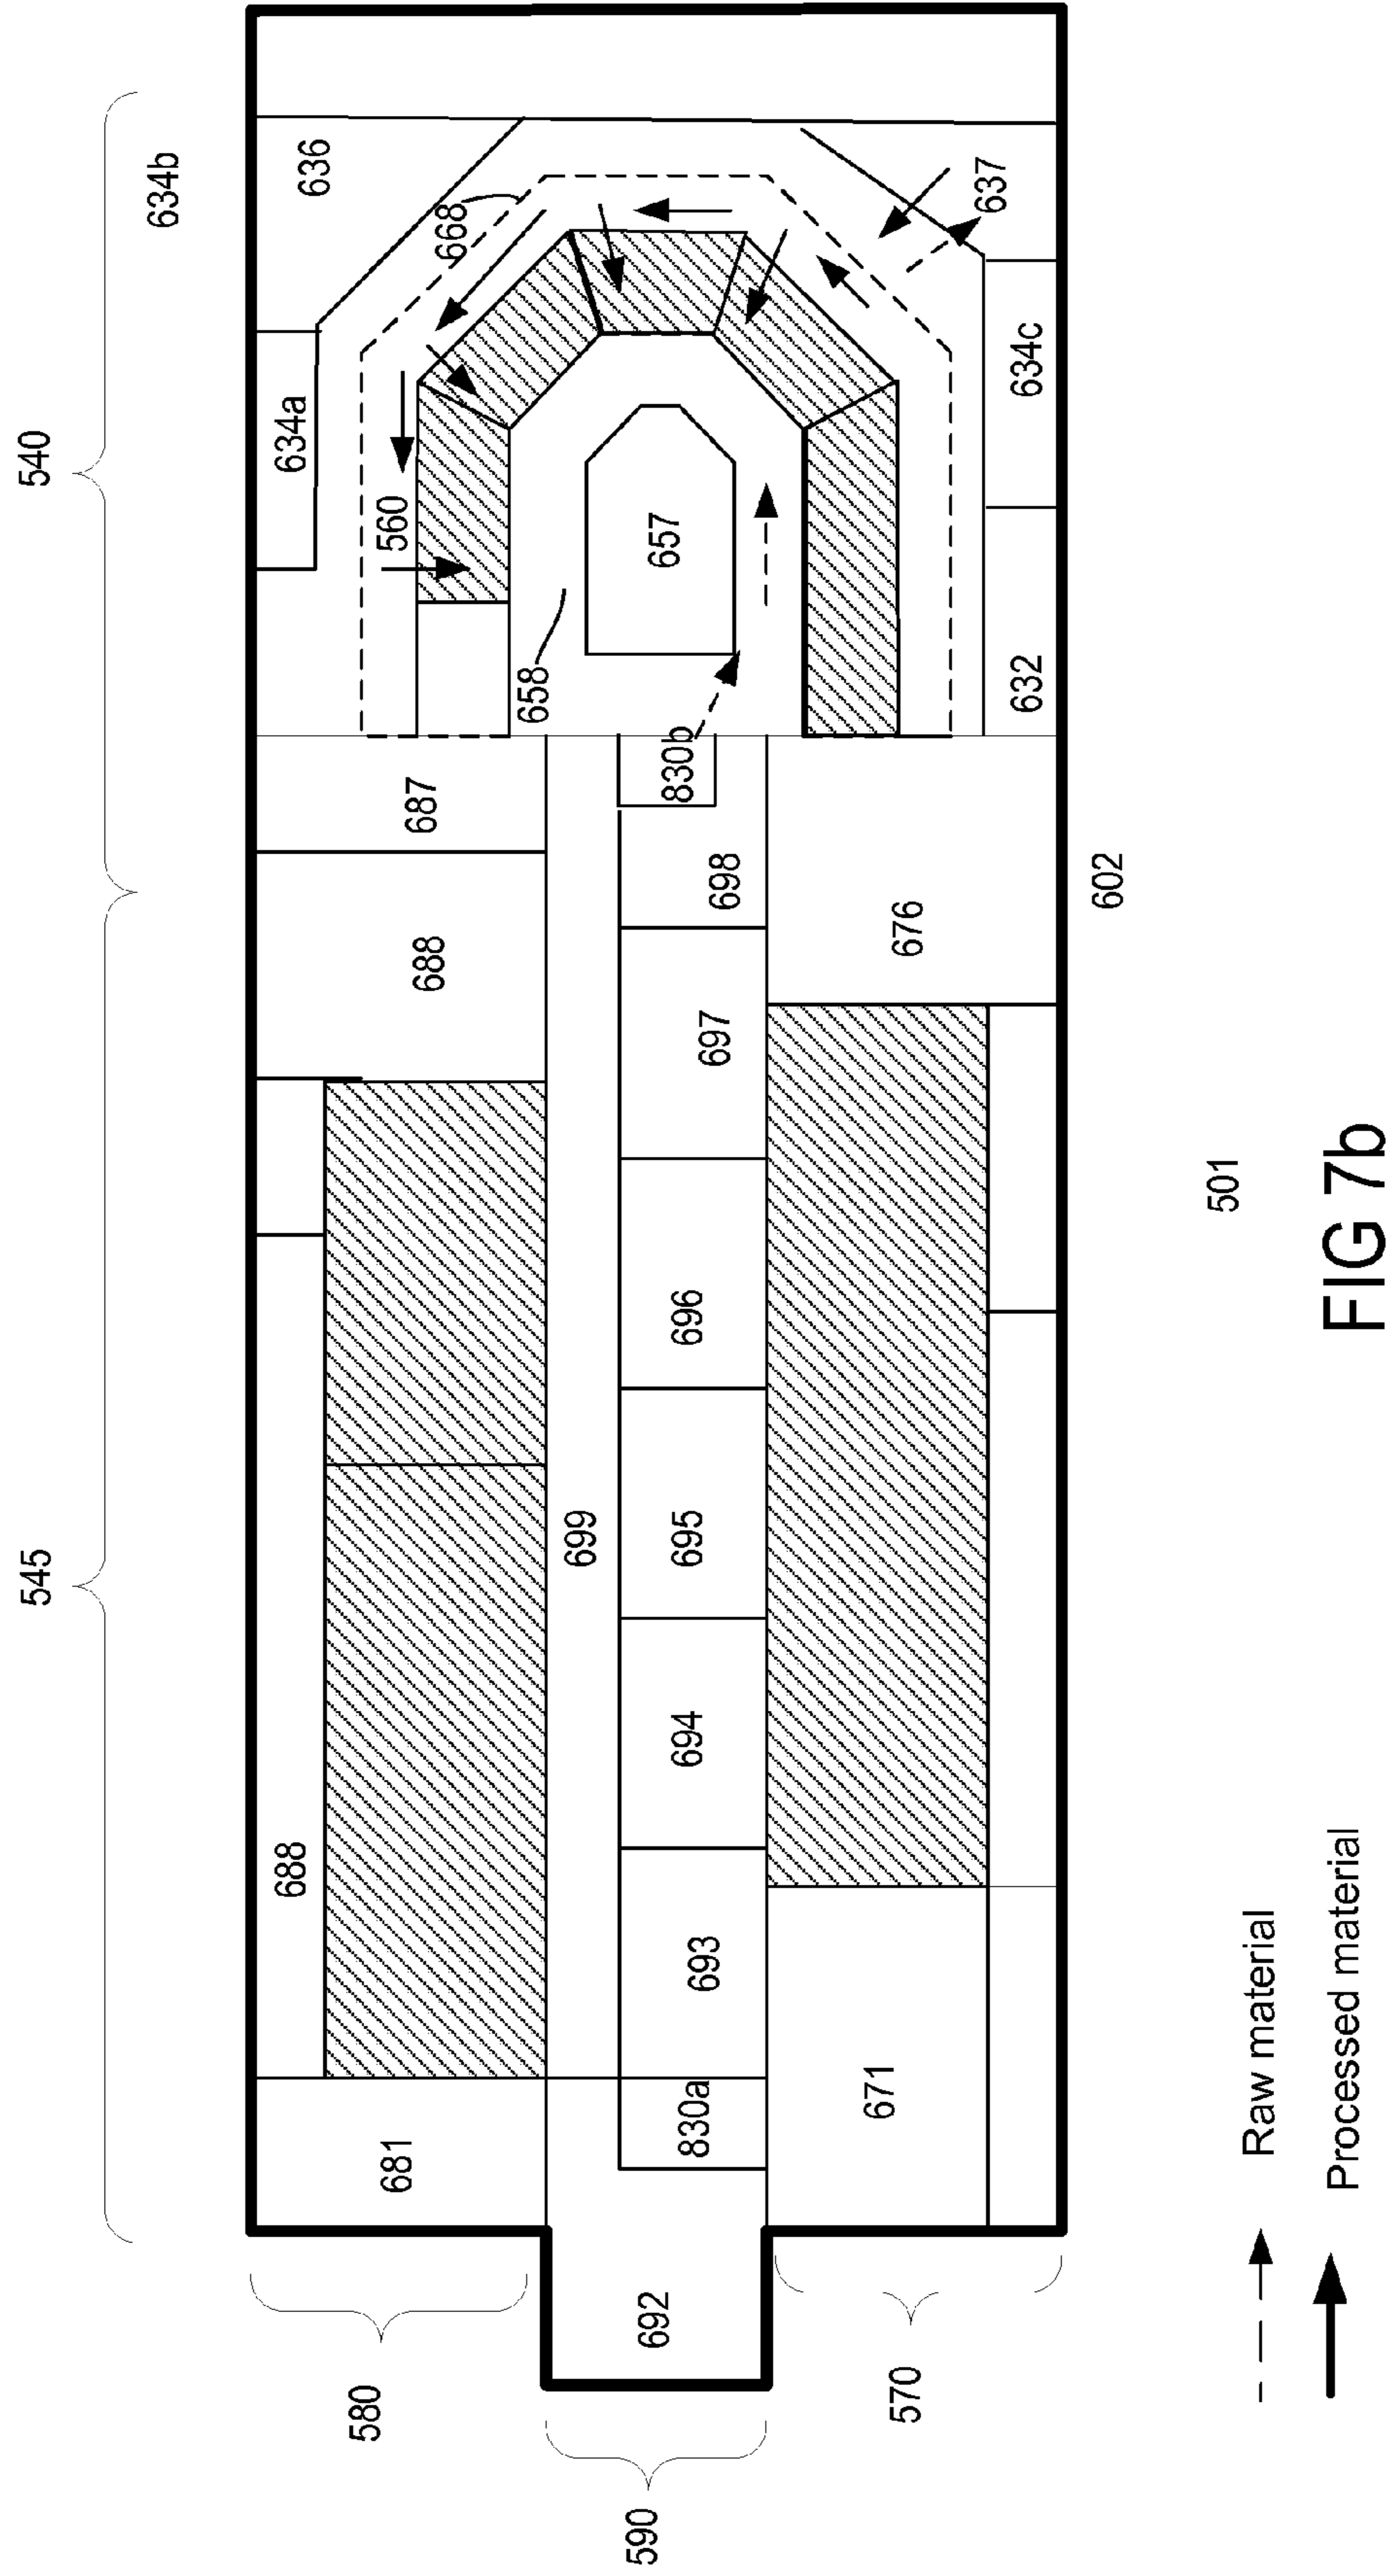 545 540
634b
636
688 634a
580 681 688 687 560 668
699 658
590 692 830a 693 694 695 696 697 698 830b 657
570 671 676 637
632 634c
602
501
Raw material
Processed material
FIG 7b